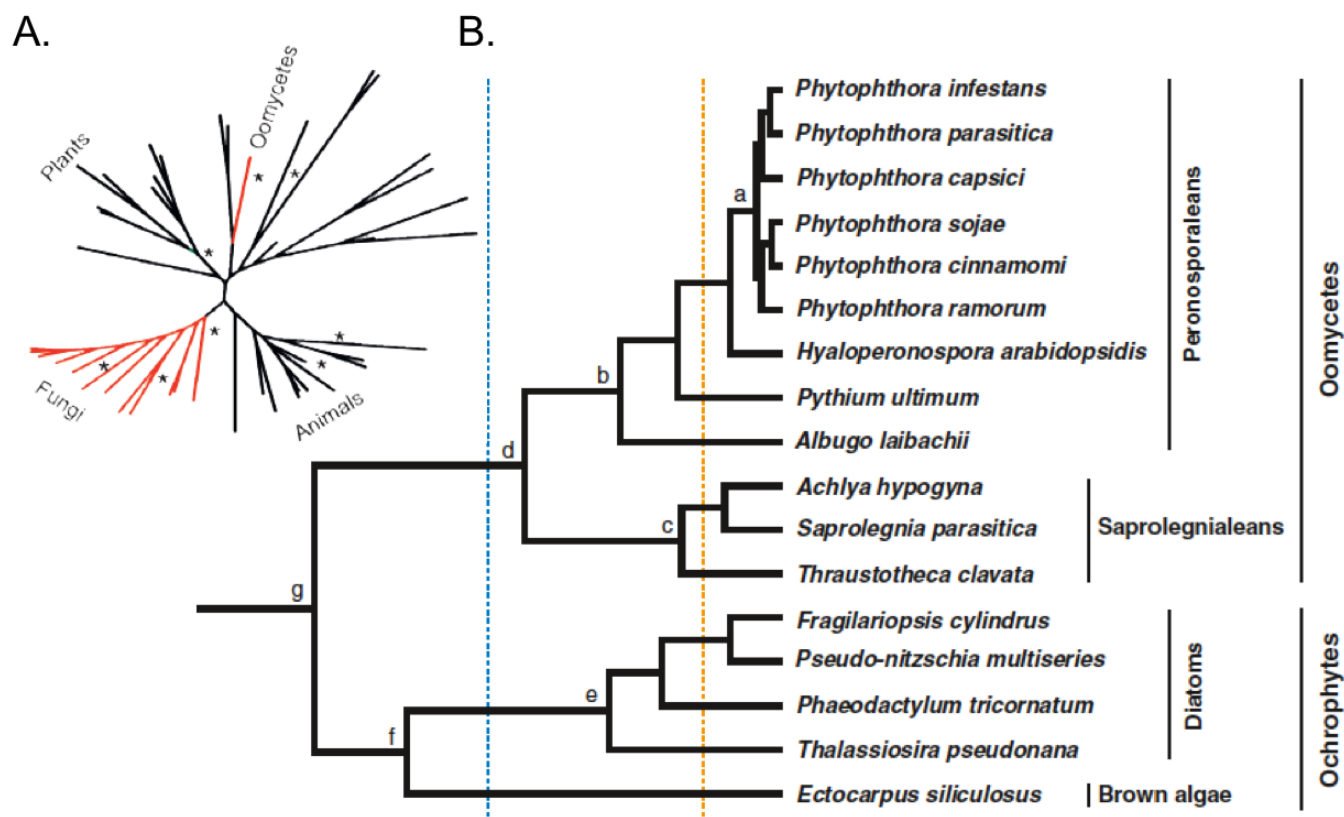 A.
B.
Plants
Oomycetes
*
*
*
*
*
*
*
*
Fungi
Animals
a
b
c
d
e
f
g
Phytophthora infestans
Phytophthora parasitica
Phytophthora capsici
Phytophthora sojae
Phytophthora cinnamomi
Phytophthora ramorum
Hyaloperonospora arabidopsidis
Pythium ultimum
Albugo laibachii
Achlya hypogyna
Saprolegnia parasitica
Thraustotheca clavata
Fragilariopsis cylindrus
Pseudo-nitzschia multiseries
Phaeodactylum tricornatum
Thalassiosira pseudonana
Ectocarpus siliculosus
Peronosporaleans
Saprolegnialeans
Diatoms
Brown algae
Oomycetes
Ochrophytes